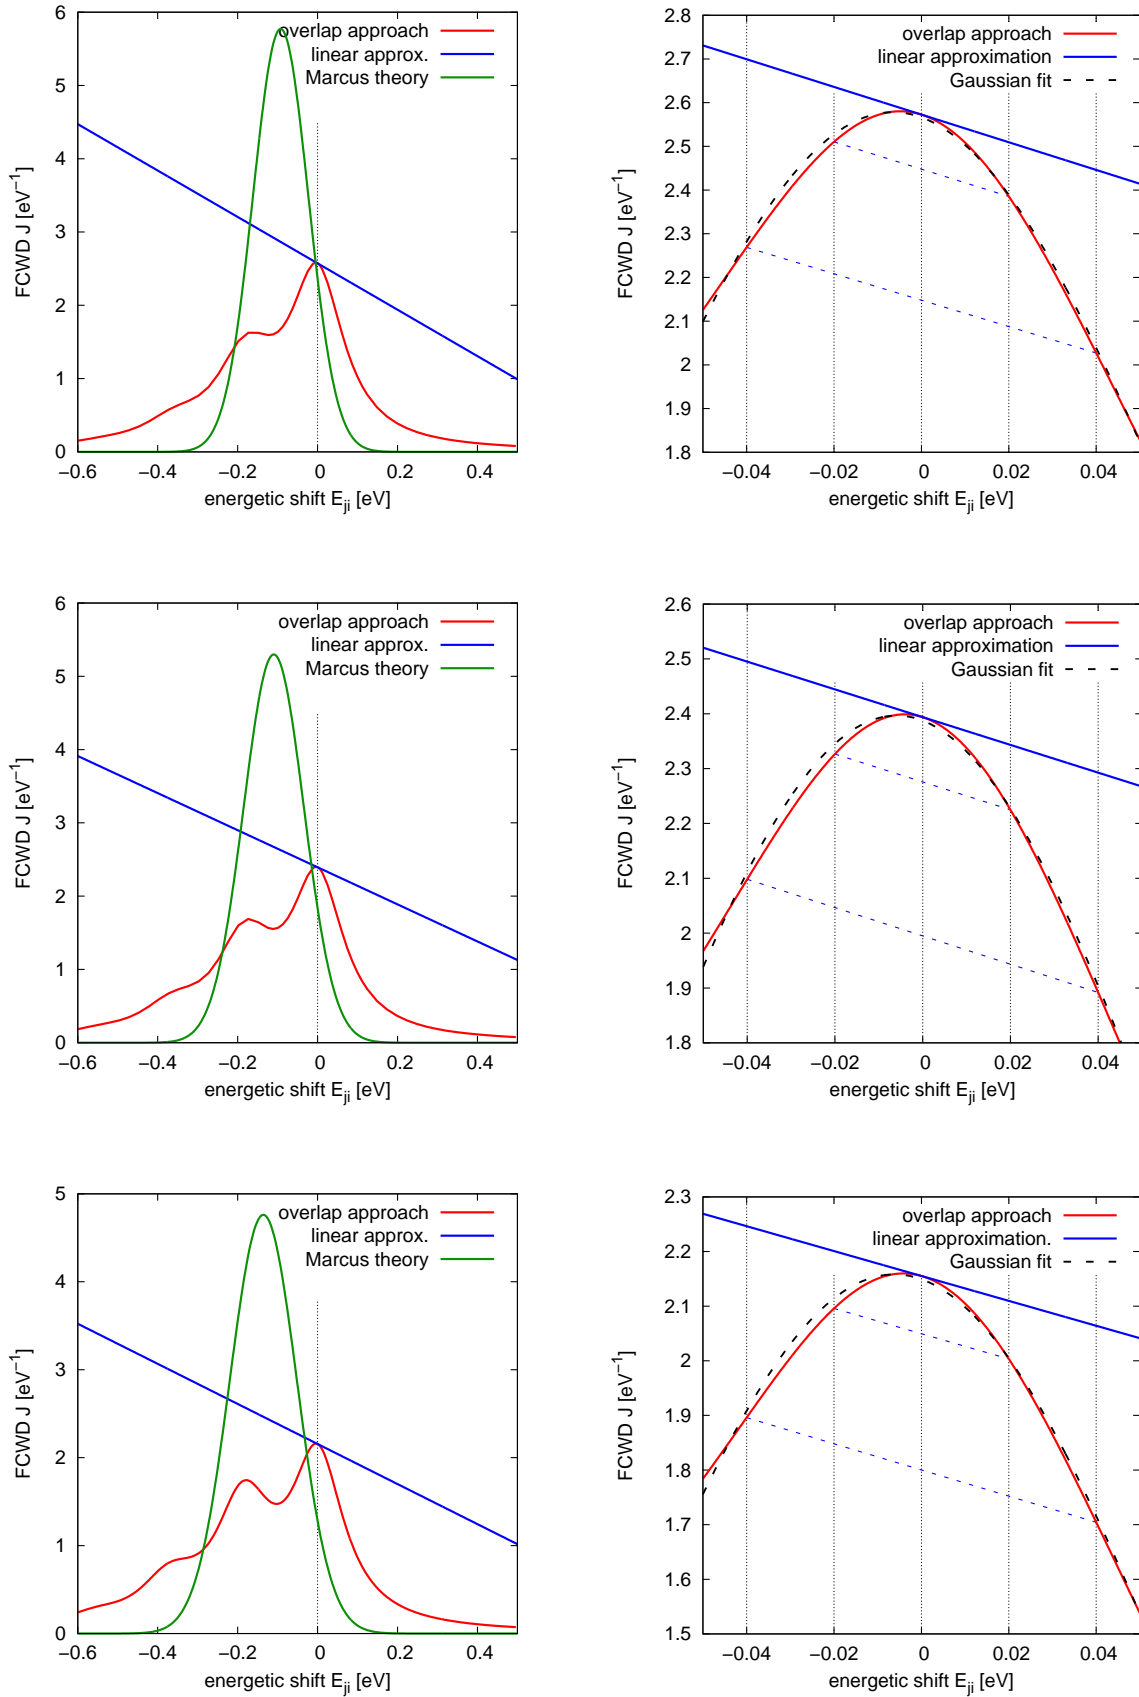 6
5
4
3
2
1
0
−0.6 −0.4 −0.2 0 0.2 0.4
FCWD J [eV−1]
energetic shift Eji [eV]
overlap approach
linear approx.
Marcus theory
2.8
2.7
2.6
2.5
2.4
2.3
2.2
2.1
2
1.9
1.8
−0.04 −0.02 0 0.02 0.04
FCWD J [eV−1]
energetic shift Eji [eV]
overlap approach
linear approximation
Gaussian fit
6
5
4
3
2
1
0
−0.6 −0.4 −0.2 0 0.2 0.4
FCWD J [eV−1]
energetic shift Eji [eV]
overlap approach
linear approx.
Marcus theory
2.6
2.5
2.4
2.3
2.2
2.1
2
1.9
1.8
−0.04 −0.02 0 0.02 0.04
FCWD J [eV−1]
energetic shift Eji [eV]
overlap approach
linear approximation
Gaussian fit
5
4
3
2
1
0
−0.6 −0.4 −0.2 0 0.2 0.4
FCWD J [eV−1]
energetic shift Eji [eV]
overlap approach
linear approx.
Marcus theory
2.3
2.2
2.1
2
1.9
1.8
1.7
1.6
1.5
−0.04 −0.02 0 0.02 0.04
FCWD J [eV−1]
energetic shift Eji [eV]
overlap approach
linear approximation.
Gaussian fit